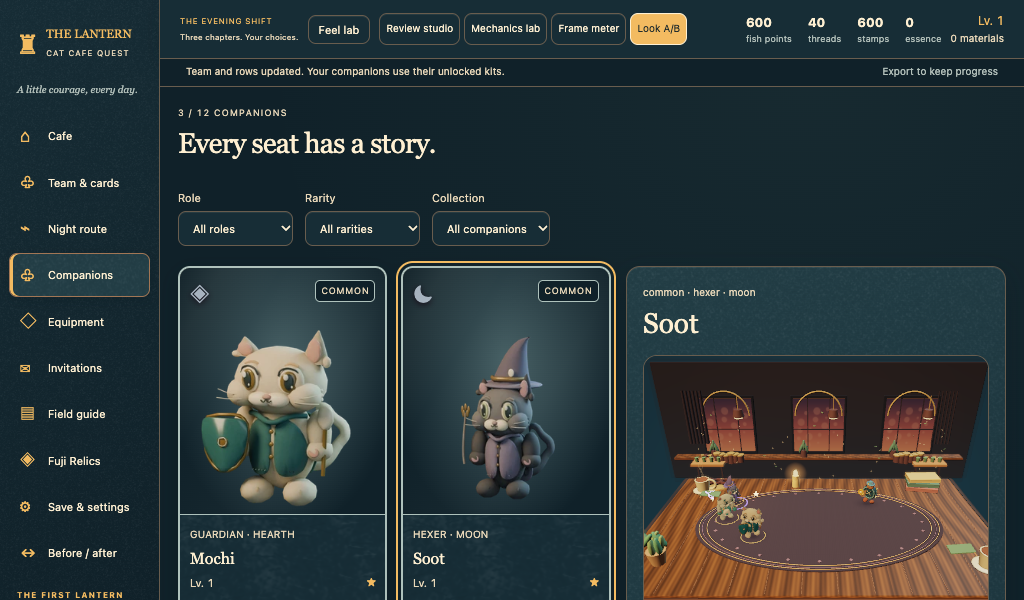 THE LANTERN
CAT CAFE QUEST
A little courage, every day.
Cafe
Team & cards
Night route
Companions
Equipment
Invitations
Field guide
Fuji Relics
Save & settings
Before / after
THE FIRST LANTERN
THE EVENING SHIFT
Three chapters. Your choices.
Feel lab
Review studio
Mechanics lab
Frame meter
Look A/B
600
fish points
40
threads
600
stamps
0
essence
Lv. 1
0 materials
Team and rows updated. Your companions use their unlocked kits.
Export to keep progress
3 / 12 COMPANIONS
Every seat has a story.
Role
Rarity
Collection
All roles
All rarities
All companions
COMMON
GUARDIAN · HEARTH
Mochi
Lv. 1
COMMON
HEXER · MOON
Soot
Lv. 1
common · hexer · moon
Soot